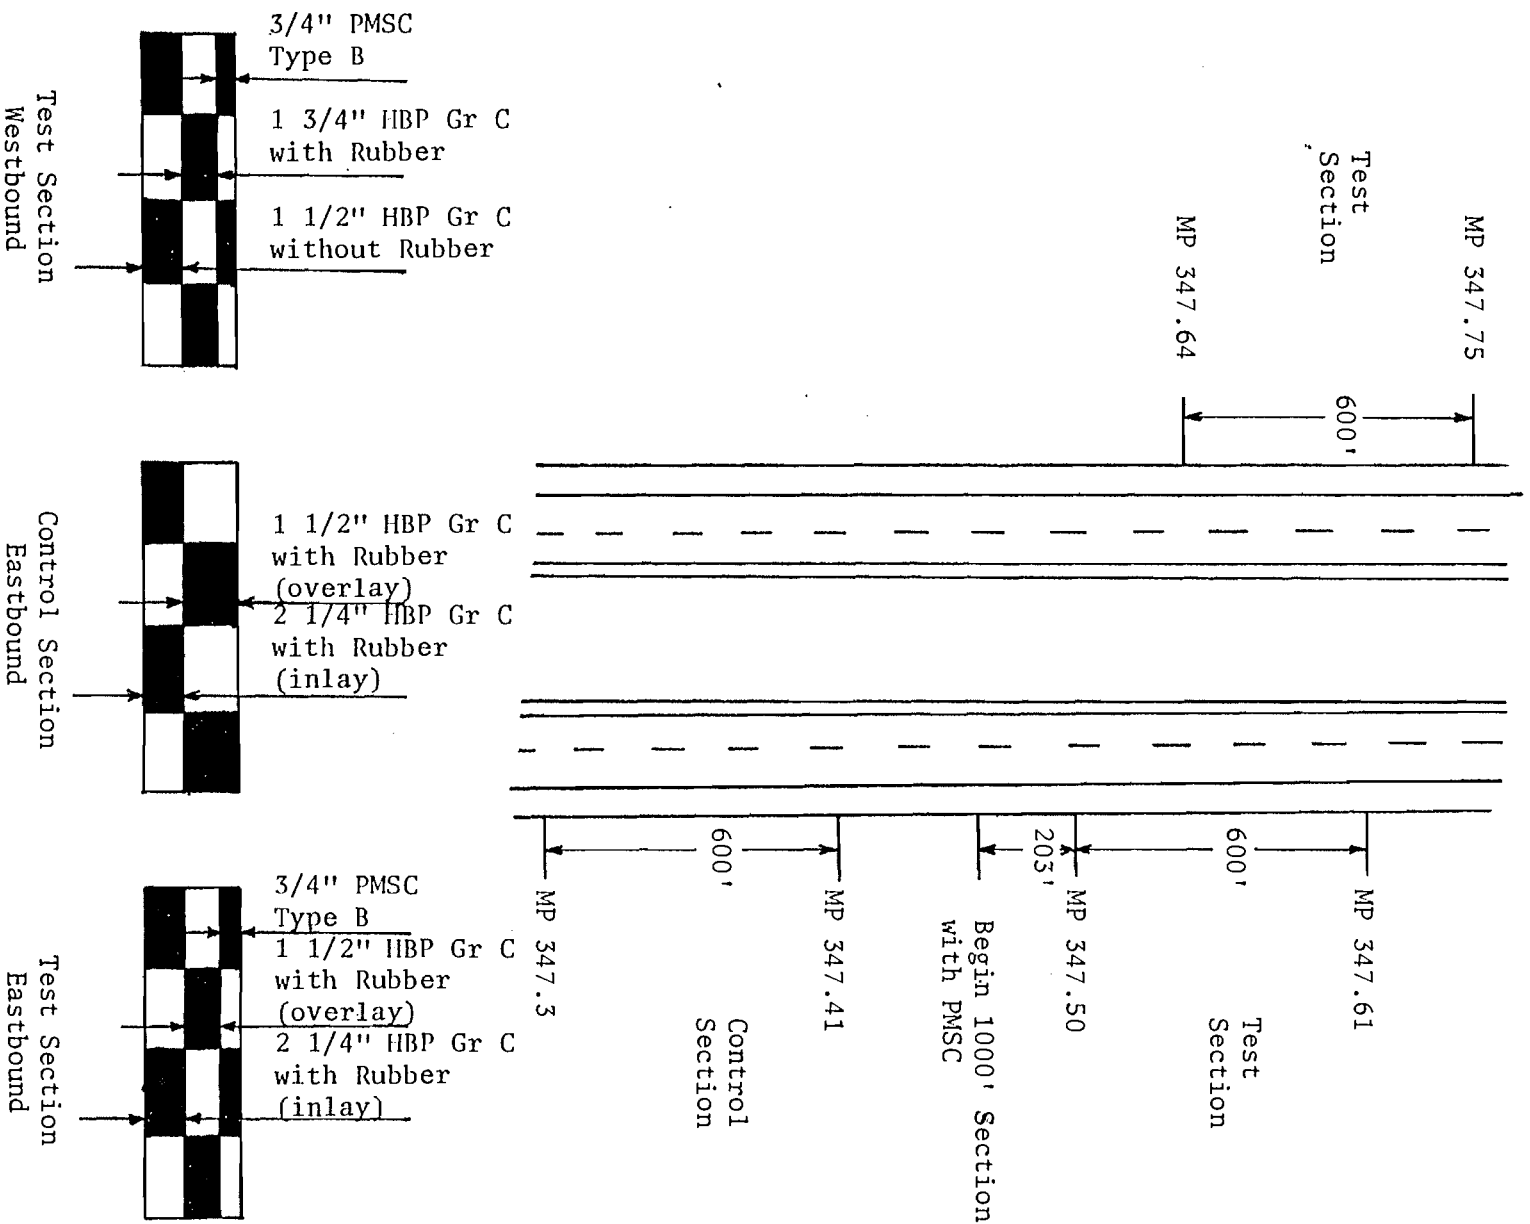 3/4" PMSC
Type B
1 3/4" HBP Gr C
with Rubber
1 1/2" HBP Gr C
without Rubber
Test Section
Westbound
1 1/2" HBP Gr C
with Rubber
(overlay)
2 1/4" HBP Gr C
with Rubber
(inlay)
Control Section
Eastbound
3/4" PMSC
Type B
1 1/2" HBP Gr C
with Rubber
(overlay)
2 1/4" HBP Gr C
with Rubber
(inlay)
Test Section
Eastbound
Test
Section
MP 347.64
MP 347.75
600'
600'
203'
600'
MP 347.3
MP 347.41
Begin 1000' Section
with PMSC
MP 347.50
MP 347.61
Control
Section
Test
Section